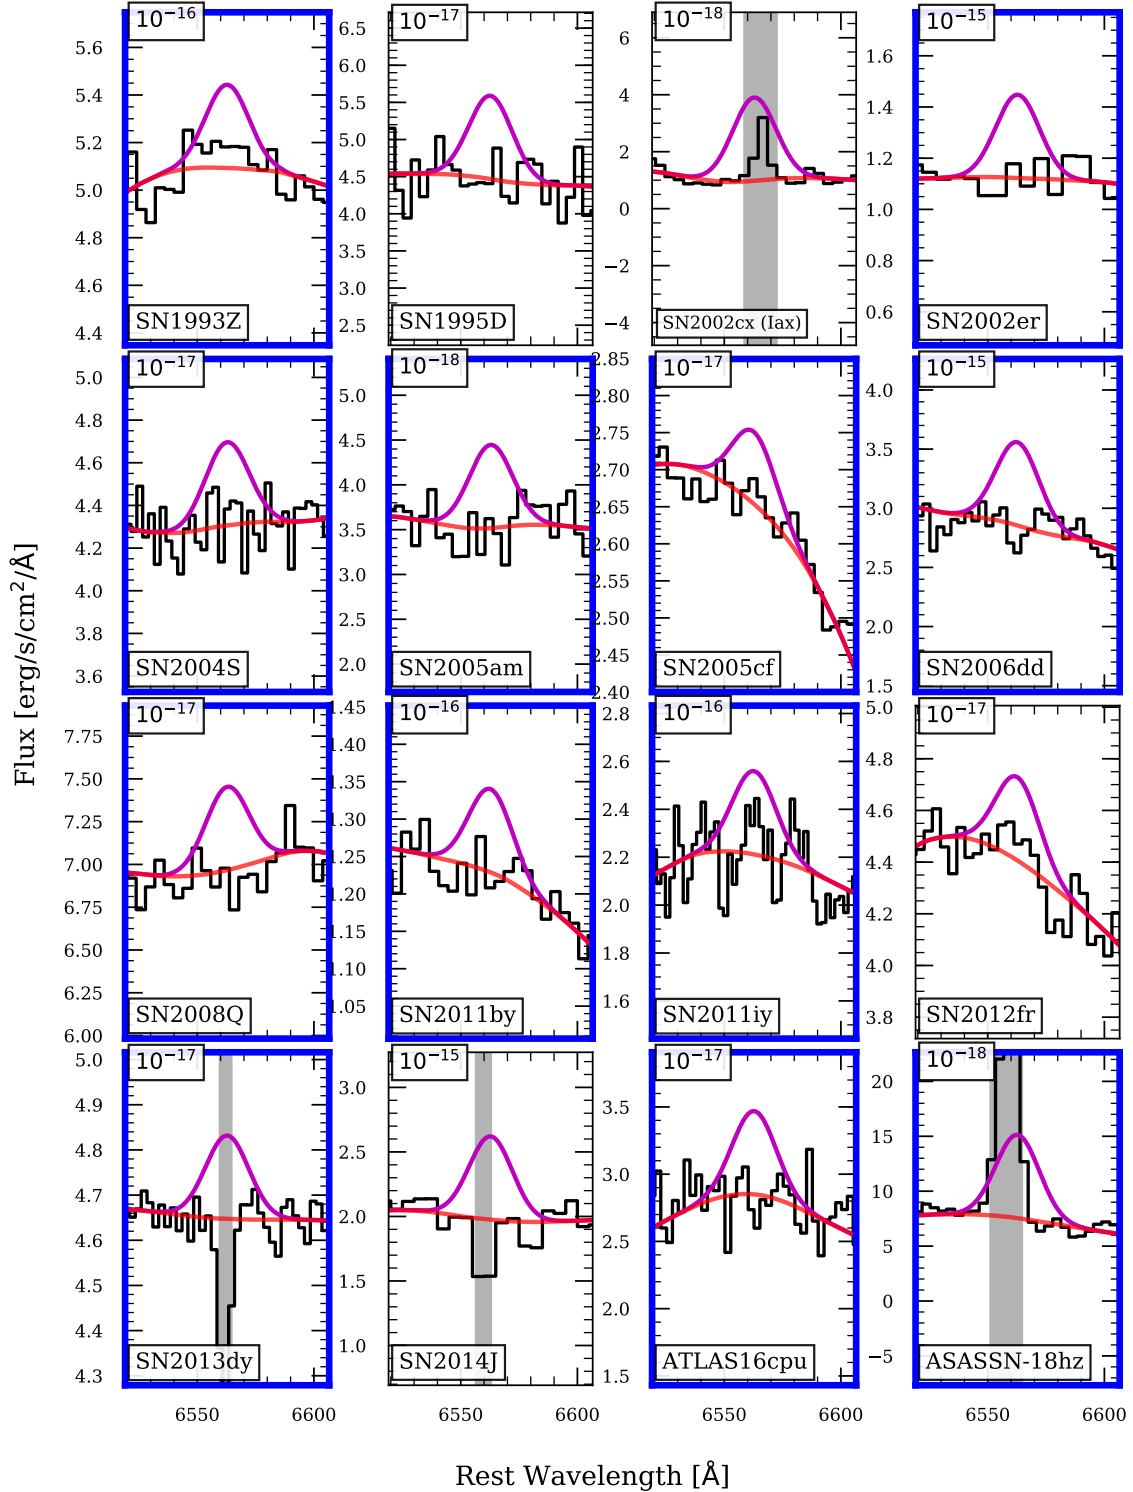 10⁻¹⁶ 10⁻¹⁷ 10⁻¹⁸ 10⁻¹⁵
5.6 5.4 5.2 5.0 4.8 4.6 4.4
6.5 6.0 5.5 5.0 4.5 4.0 3.5 3.0 2.5
6 4 2 0 −2 −4
1.6 1.4 1.2 1.0 0.8 0.6
SN1993Z SN1995D SN2002cx (Iax) SN2002er
10⁻¹⁷ 10⁻¹⁸ 10⁻¹⁷ 10⁻¹⁵
5.0 4.8 4.6 4.4 4.2 4.0 3.8 3.6
5.0 4.5 4.0 3.5 3.0 2.5 2.0
2.85 2.80 2.75 2.70 2.65 2.60 2.55 2.50 2.45 2.40
4.0 3.5 3.0 2.5 2.0 1.5
SN2004S SN2005am SN2005cf SN2006dd
Flux [erg/s/cm²/Å]
10⁻¹⁷ 10⁻¹⁶ 10⁻¹⁶ 10⁻¹⁷
7.75 7.50 7.25 7.00 6.75 6.50 6.25 6.00
1.45 1.40 1.35 1.30 1.25 1.20 1.15 1.10 1.05
2.8 2.6 2.4 2.2 2.0 1.8 1.6
5.0 4.8 4.6 4.4 4.2 4.0 3.8
SN2008Q SN2011by SN2011iy SN2012fr
10⁻¹⁷ 10⁻¹⁵ 10⁻¹⁷ 10⁻¹⁸
5.0 4.9 4.8 4.7 4.6 4.5 4.4 4.3
3.0 2.5 2.0 1.5 1.0
3.5 3.0 2.5 2.0 1.5
20 15 10 5 0 −5
SN2013dy SN2014J ATLAS16cpu ASASSN-18hz
6550 6600 6550 6600 6550 6600 6550 6600
Rest Wavelength [Å]